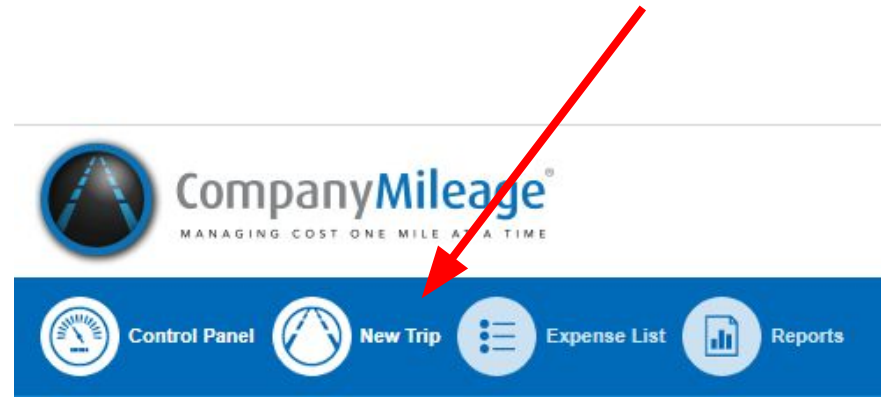 CompanyMileage®
MANAGING COST ONE MILE AT A TIME
Control Panel New Trip Expense List Reports